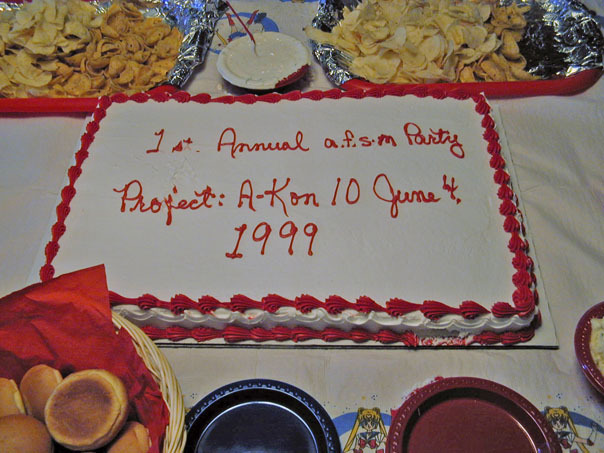 1st. Annual a.f.s.m Party
Project: A-Kon 10 June 4,
1999